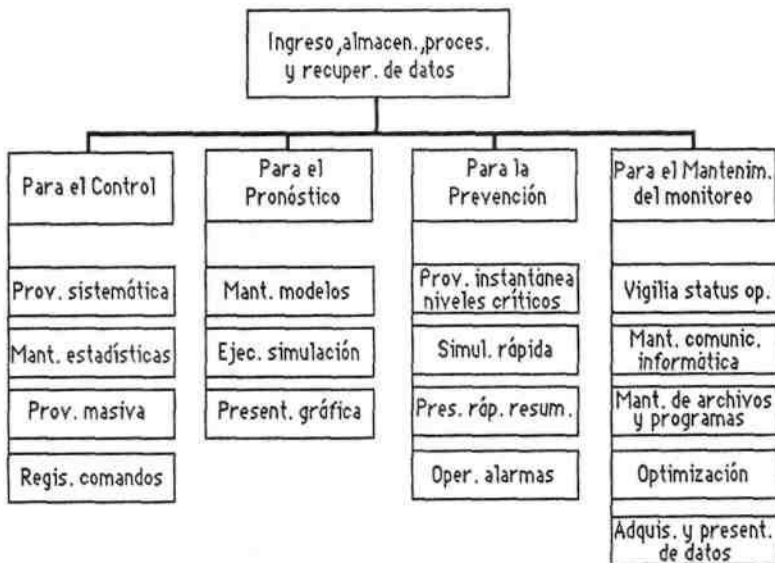 Ingreso,almacen.,proces.
y recuper. de datos
Para el Control
Para el
Pronóstico
Para la
Prevención
Para el Mantenim.
del monitoreo
Prov. sistemática
Mant. estadísticas
Prov. masiva
Regis. comandos
Mant. modelos
Ejec. simulación
Present. gráfica
Prov. instantánea
niveles críticos
Simul. rápida
Pres. ráp. resum.
Oper. alarmas
Vigilia status op.
Mant. comunic.
informática
Mant. de archivos
y programas
Optimización
Adquis. y present.
de datos